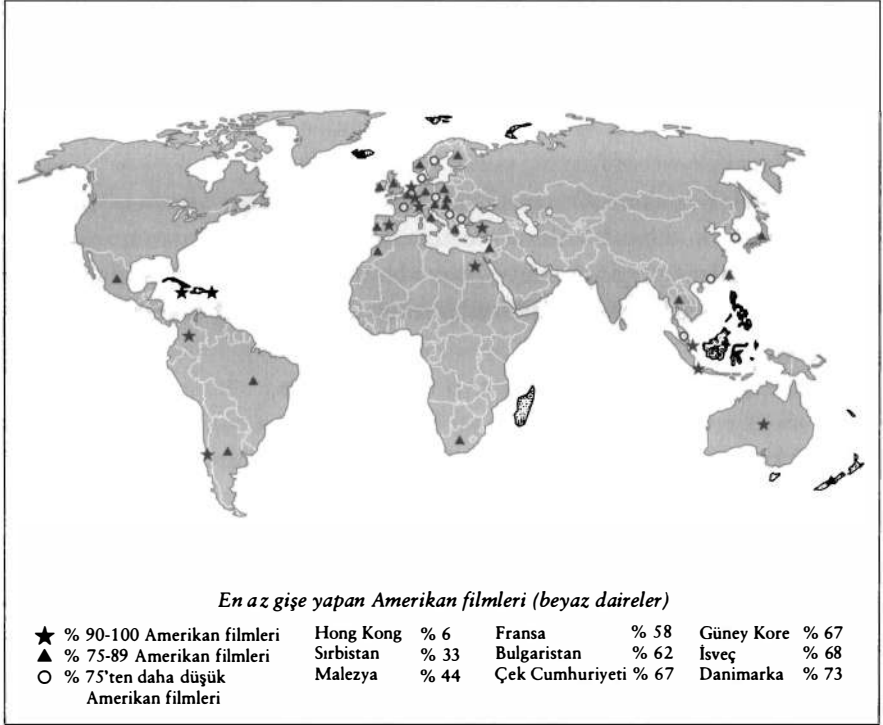 En az gişe yapan Amerikan filmleri (beyaz daireler)
% 90-100 Amerikan filmleri
% 75-89 Amerikan filmleri
% 75'ten daha düşük
Amerikan filmleri
Hong Kong % 6
Sırbistan % 33
Malezya % 44
Fransa % 58
Bulgaristan % 62
Çek Cumhuriyeti % 67
Güney Kore % 67
İsveç % 68
Danimarka % 73